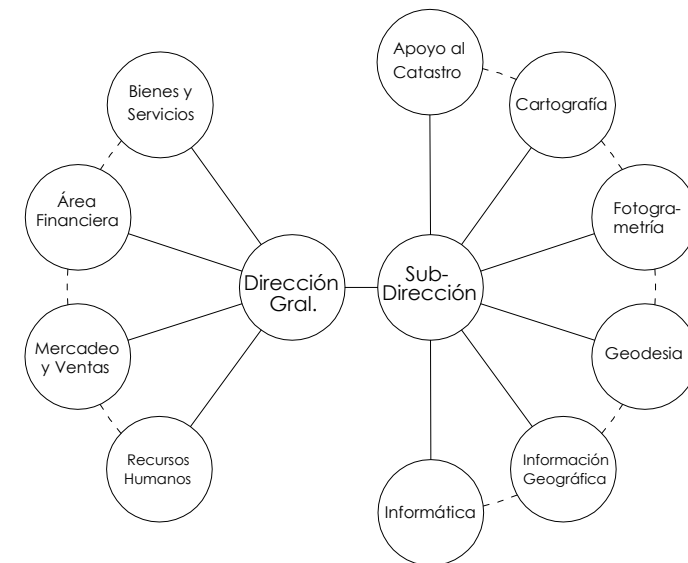 Apoyo al
Catastro
Bienes y
Servicios
Cartografía
Área
Financiera
Fotogra-
metría
Dirección
Gral.
Sub-
Dirección
Mercadeo
y Ventas
Geodesia
Recursos
Humanos
Información
Geográfica
Informática